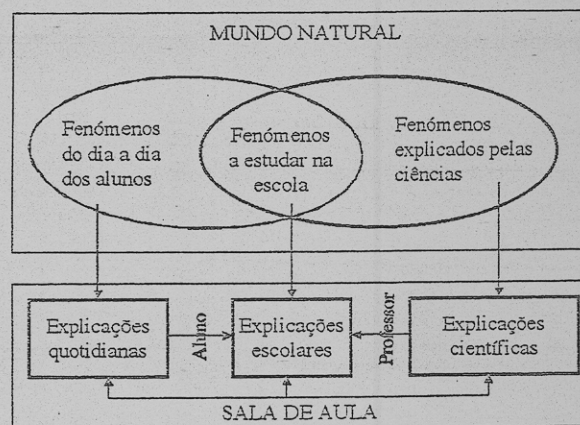 MUNDO NATURAL
Fenómenos
do dia a dia
dos alunos
Fenómenos
a estudar na
escola
Fenómenos
explicados pelas
ciências
Explicações
quotidianas
Aluno
Explicações
escolares
Professor
Explicações
científicas
SALA DE AULA